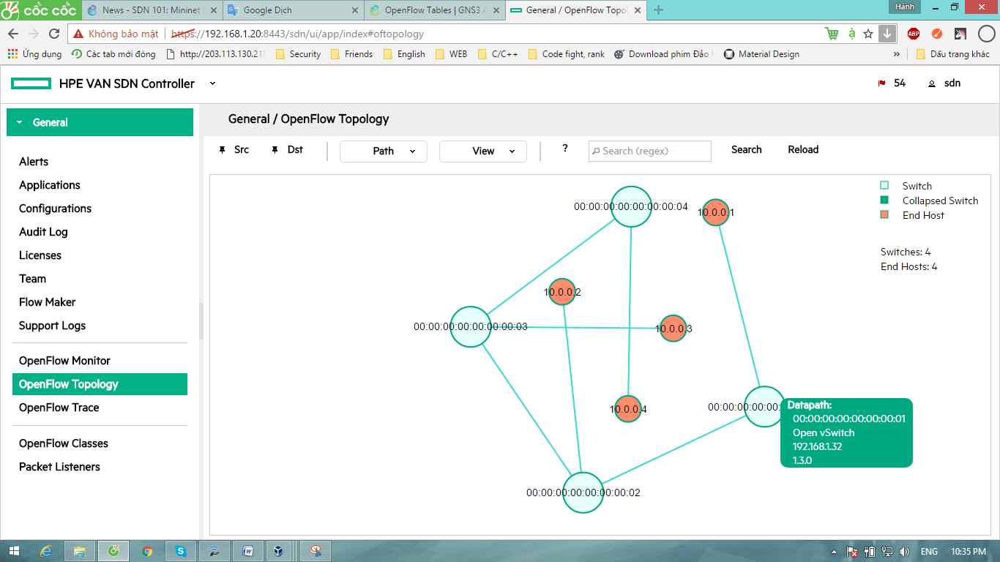 cốc cốc
News - SDN 101: Mininet
Google Dịch
OpenFlow Tables | GNS3 A
General / OpenFlow Topol
Hành
Không bảo mật
https://192.168.1.20:8443/sdn/ui/app/index#oftopology
à
ABP
Ứng dụng
Các tab mới đóng
http://203.113.130.218
Security
Friends
English
WEB
C/C++
Code fight, rank
Download phim Đảo H
Material Design
»
Dấu trang khác
HPE VAN SDN Controller
54
sdn
General
General / OpenFlow Topology
Src
Dst
Path
View
?
Search (regex)
Search
Reload
Alerts
Applications
Configurations
Audit Log
Licenses
Team
Flow Maker
Support Logs
OpenFlow Monitor
OpenFlow Topology
OpenFlow Trace
OpenFlow Classes
Packet Listeners
Switch
Collapsed Switch
End Host
Switches: 4
End Hosts: 4
00:00:00:00:00:00:00:04
10.0.0.1
10.0.0.2
00:00:00:00:00:00:00:03
10.0.0.3
10.0.0.4
00:00:00:00:00:
Datapath:
00:00:00:00:00:00:00:01
Open vSwitch
192.168.1.32
1.3.0
00:00:00:00:00:00:00:02
ENG
10:35 PM